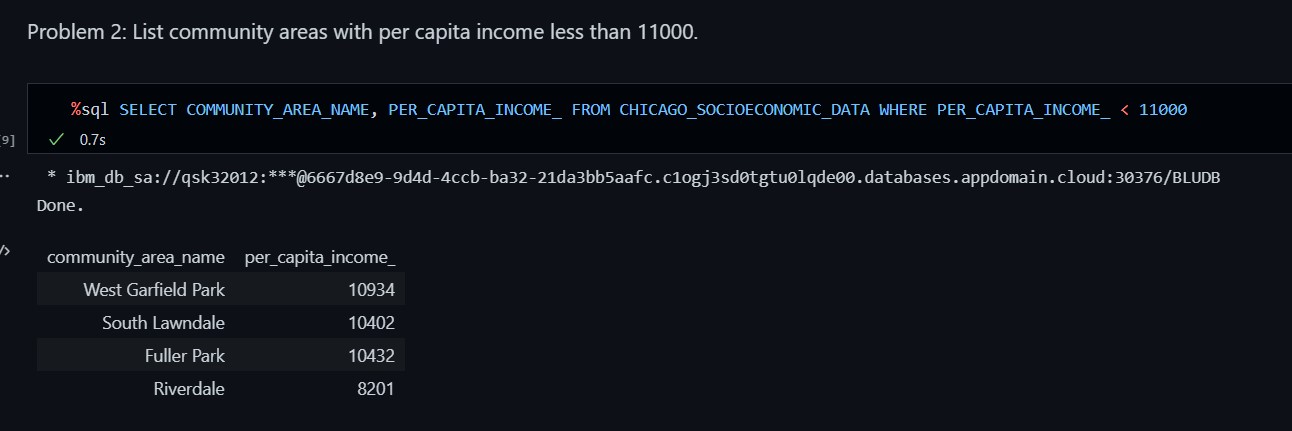 Problem 2: List community areas with per capita income less than 11000.
%sql SELECT COMMUNITY_AREA_NAME, PER_CAPITA_INCOME_ FROM CHICAGO_SOCIOECONOMIC_DATA WHERE PER_CAPITA_INCOME_ < 11000
9]
✓ 0.7s
* ibm_db_sa://qsk32012:***@6667d8e9-9d4d-4ccb-ba32-21da3bb5aafc.c1ogj3sd0tgtu0lqde00.databases.appdomain.cloud:30376/BLUDB
Done.
community_area_name per_capita_income_
West Garfield Park 10934
South Lawndale 10402
Fuller Park 10432
Riverdale 8201